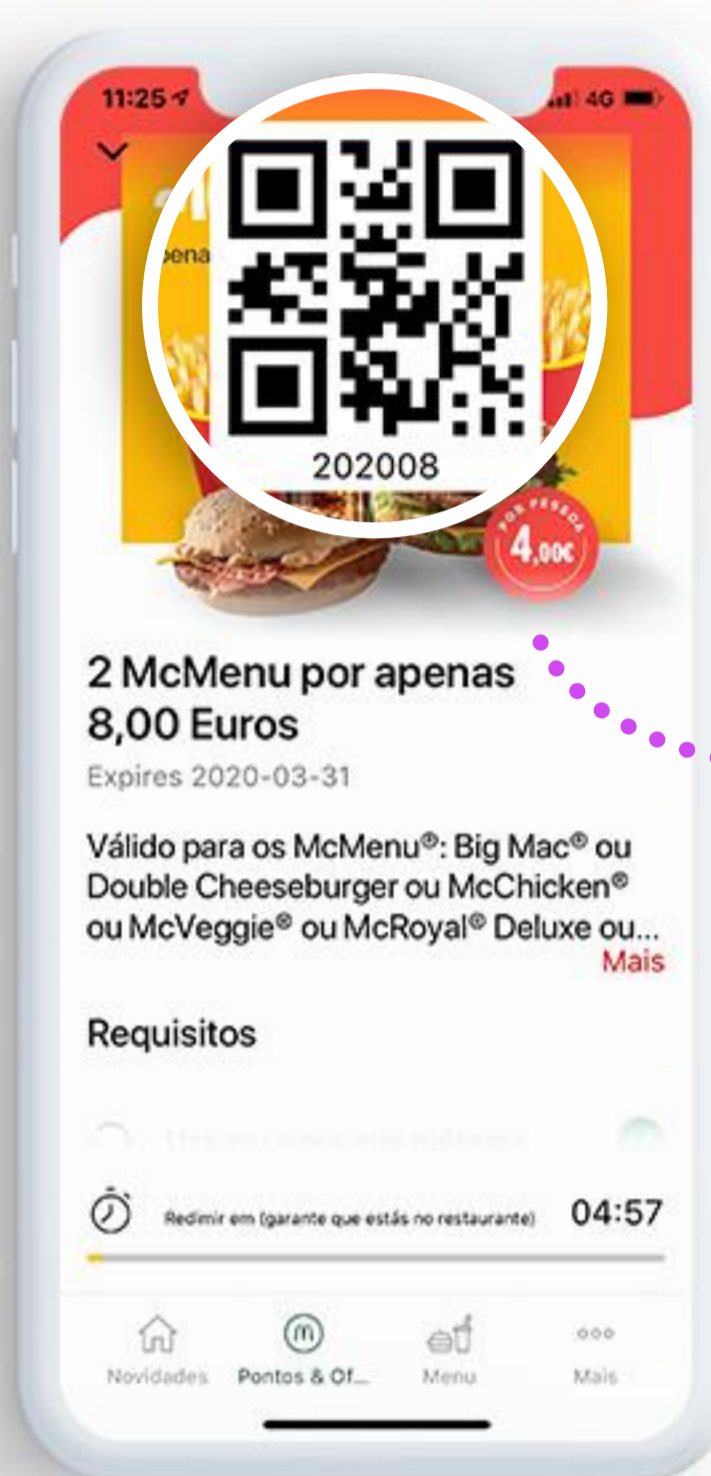 11:25
4G
pena
202008
POR PESSOA
4,00€
2 McMenu por apenas
8,00 Euros
Expires 2020-03-31
Válido para os McMenu®: Big Mac® ou
Double Cheeseburger ou McChicken®
ou McVeggie® ou McRoyal® Deluxe ou...
Mais
Requisitos
Redimir em (garante que estás no restaurante)
04:57
Novidades
Pontos & Of...
Menu
Mais